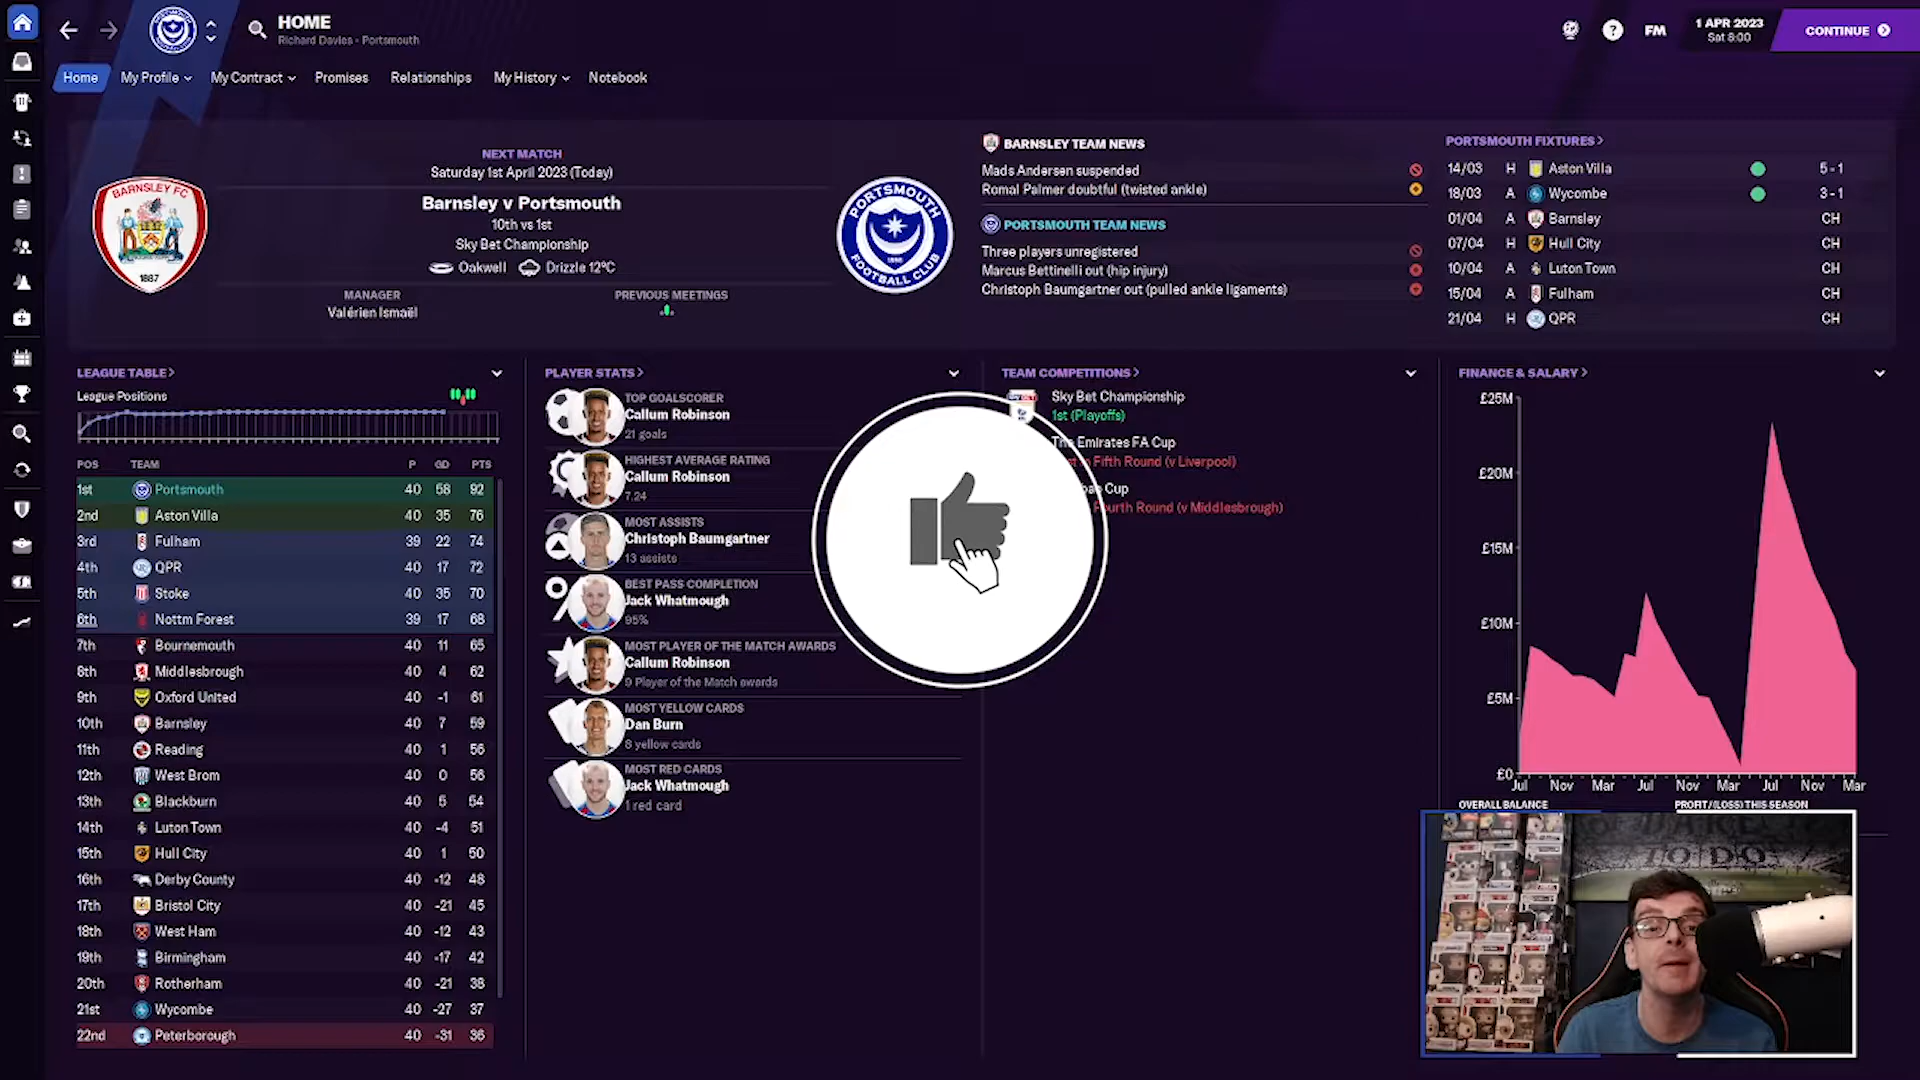 HOME
Richard Davies - Portsmouth
FM
1 APR 2023
Sat 8:00
CONTINUE
Home
My Profile
My Contract
Promises
Relationships
My History
Notebook
NEXT MATCH
Saturday 1st April 2023 (Today)
Barnsley v Portsmouth
10th vs 1st
Sky Bet Championship
Oakwell Drizzle 12°C
MANAGER
Valérien Ismaël
PREVIOUS MEETINGS
BARNSLEY FC
1887
PORTSMOUTH
FOOTBALL CLUB
BARNSLEY TEAM NEWS
Mads Andersen suspended
Romal Palmer doubtful (twisted ankle)
PORTSMOUTH TEAM NEWS
Three players unregistered
Marcus Bettinelli out (hip injury)
Christoph Baumgartner out (pulled ankle ligaments)
PORTSMOUTH FIXTURES
14/03 H Aston Villa 5 - 1
18/03 A Wycombe 3 - 1
01/04 A Barnsley CH
07/04 H Hull City CH
10/04 A Luton Town CH
15/04 A Fulham CH
21/04 H QPR CH
LEAGUE TABLE
League Positions
POS TEAM P GD PTS
1st Portsmouth 40 58 92
2nd Aston Villa 40 35 76
3rd Fulham 39 22 74
4th QPR 40 17 72
5th Stoke 40 35 70
6th Nottm Forest 39 17 68
7th Bournemouth 40 11 65
8th Middlesbrough 40 4 62
9th Oxford United 40 -1 61
10th Barnsley 40 7 59
11th Reading 40 1 56
12th West Brom 40 0 56
13th Blackburn 40 5 54
14th Luton Town 40 -4 51
15th Hull City 40 1 50
16th Derby County 40 -12 48
17th Bristol City 40 -21 45
18th West Ham 40 -12 43
19th Birmingham 40 -17 42
20th Rotherham 40 -21 38
21st Wycombe 40 -27 37
22nd Peterborough 40 -31 36
PLAYER STATS
TOP GOALSCORER
Callum Robinson
21 goals
HIGHEST AVERAGE RATING
Callum Robinson
7.24
MOST ASSISTS
Christoph Baumgartner
13 assists
BEST PASS COMPLETION
Jack Whatmough
95%
MOST PLAYER OF THE MATCH AWARDS
Callum Robinson
9 Player of the Match awards
MOST YELLOW CARDS
Dan Burn
8 yellow cards
MOST RED CARDS
Jack Whatmough
1 red card
TEAM COMPETITIONS
Sky Bet Championship
1st (Playoffs)
The Emirates FA Cup
Fifth Round (v Liverpool)
Cup
Fourth Round (v Middlesbrough)
FINANCE & SALARY
£25M
£20M
£15M
£10M
£5M
£0
Jul Nov Mar Jul Nov Mar Jul Nov Mar
OVERALL BALANCE
PROFIT/(LOSS) THIS SEASON
TO DO